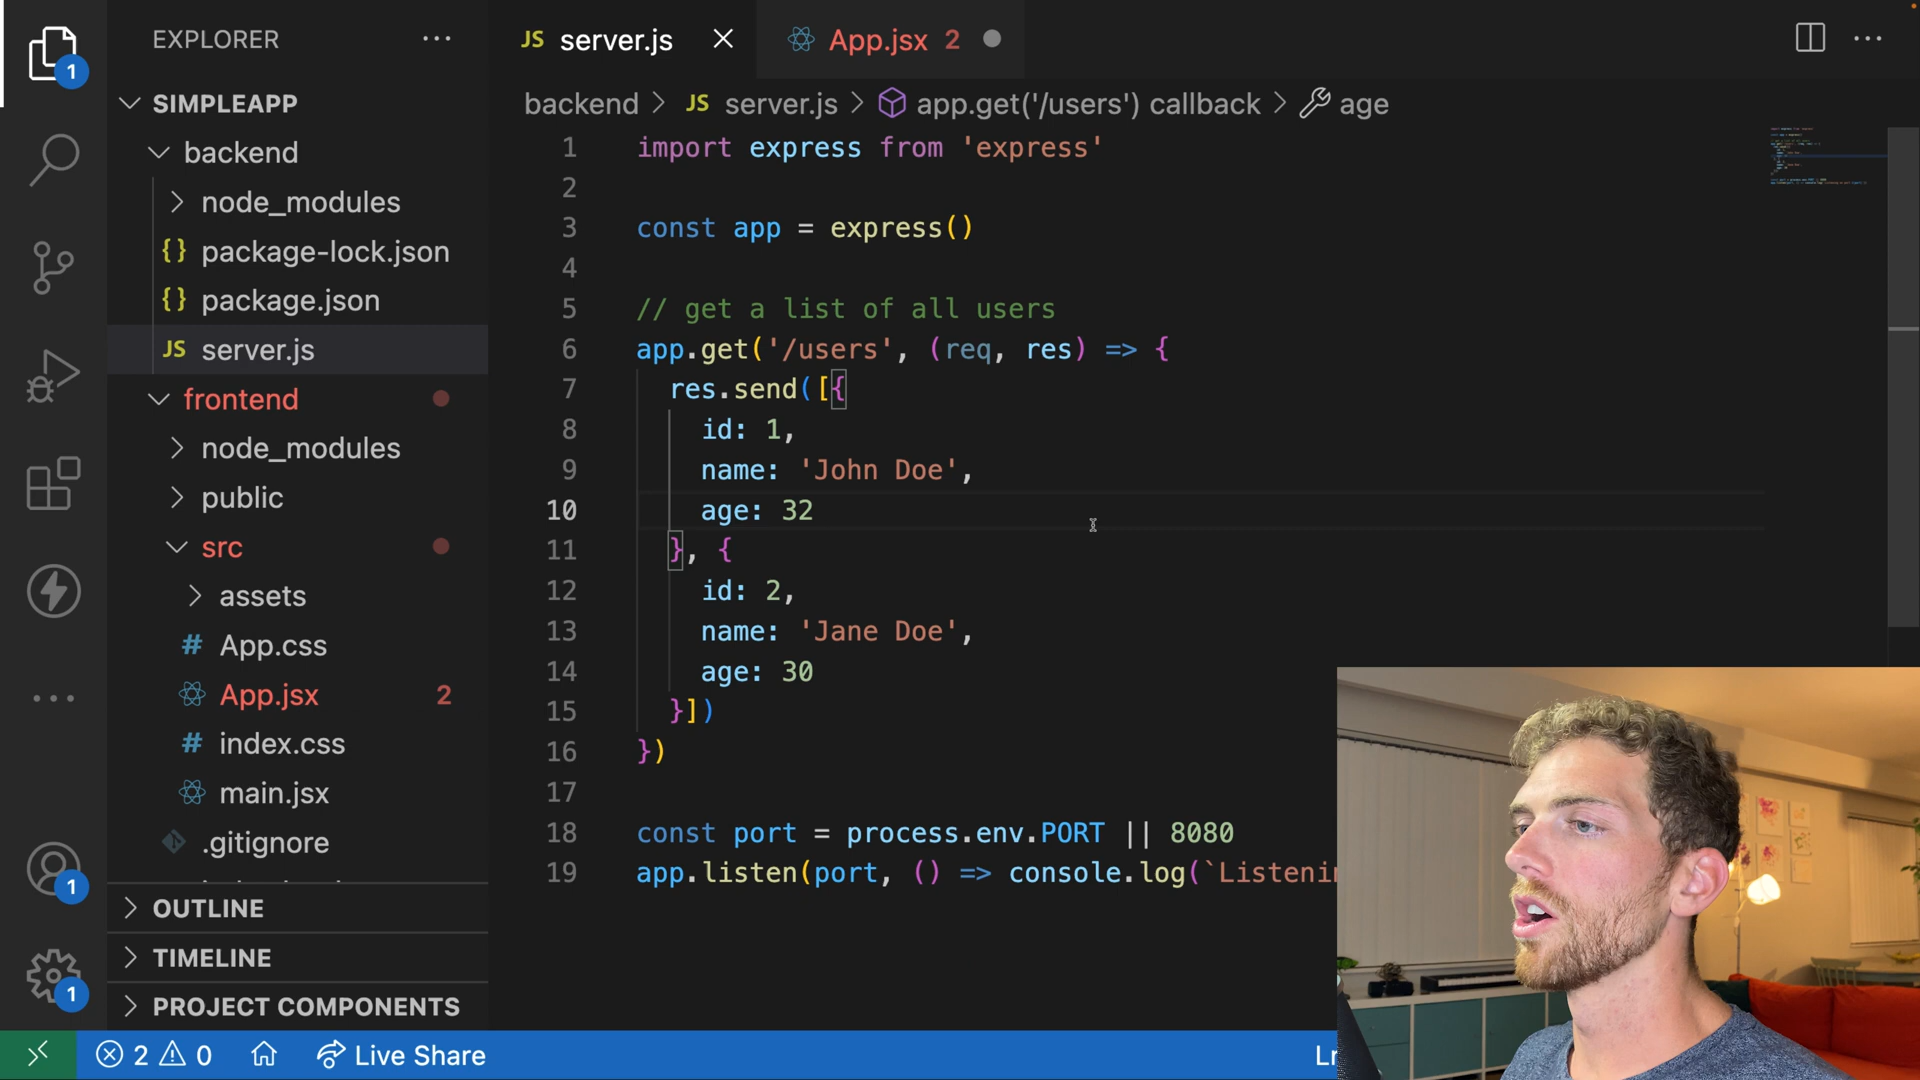 1
EXPLORER
SIMPLEAPP
backend
node_modules
{} package-lock.json
{} package.json
JS server.js
frontend
node_modules
public
src
assets
# App.css
App.jsx 2
# index.css
main.jsx
.gitignore
OUTLINE
TIMELINE
PROJECT COMPONENTS
1
1
JS server.js
App.jsx 2
backend > JS server.js > app.get('/users') callback > age
1 import express from 'express'
2
3 const app = express()
4
5 // get a list of all users
6 app.get('/users', (req, res) => {
7 res.send([{
8 id: 1,
9 name: 'John Doe',
10 age: 32
11 }, {
12 id: 2,
13 name: 'Jane Doe',
14 age: 30
15 }])
16 })
17
18 const port = process.env.PORT || 8080
19 app.listen(port, () => console.log(`Listenin
2 0 Live Share